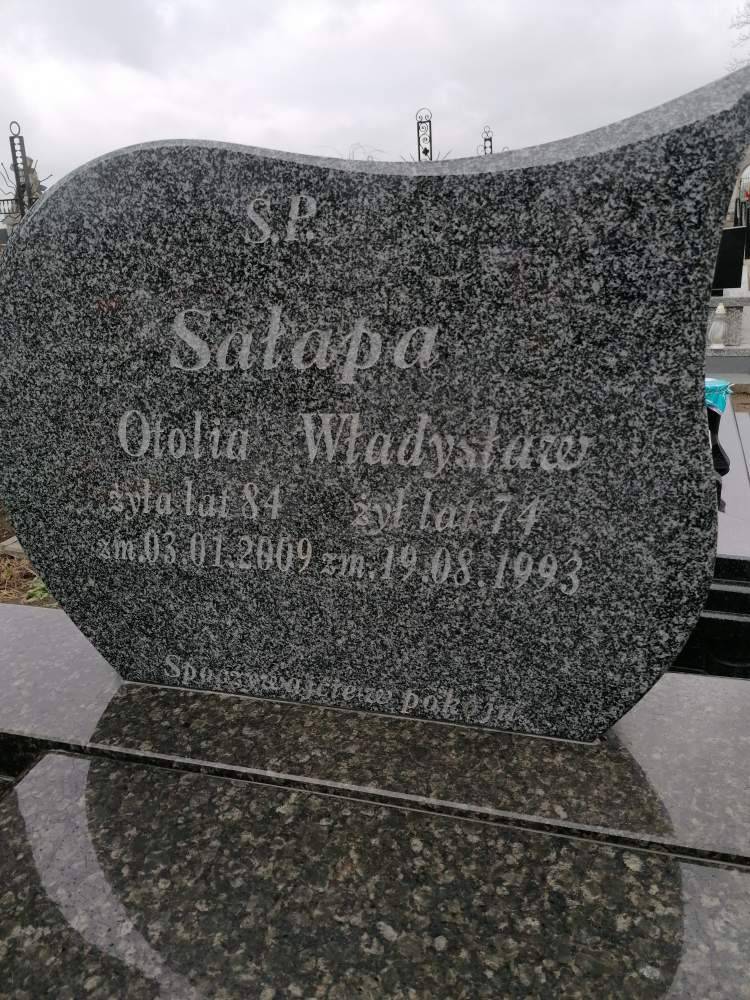 Ś.P.
Sałapa
Otolia Władysław
żyła lat 84 żył lat 74
zm.03.01.2009 zm.19.08.1993
Spoczywajcie w pokoju